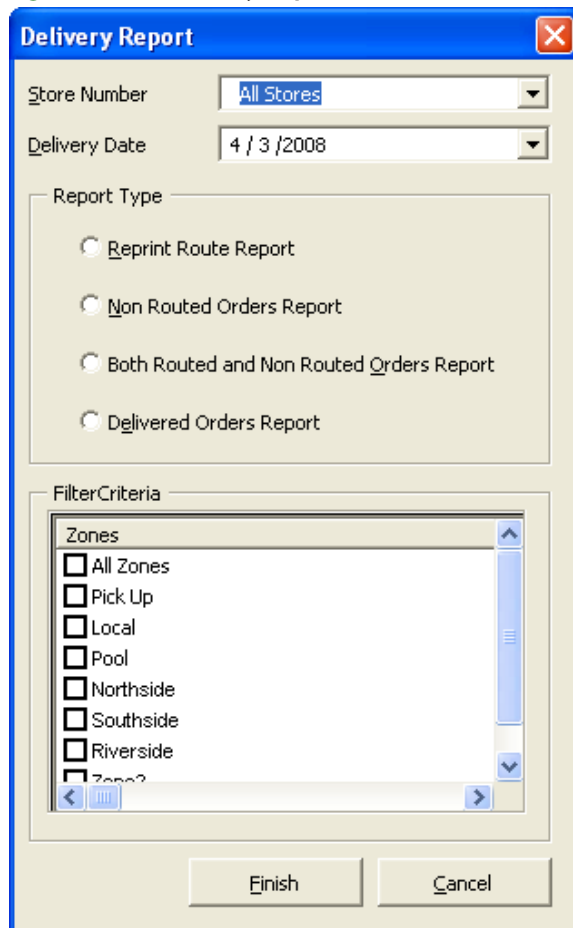 Delivery Report
Store Number All Stores
Delivery Date 4 / 3 /2008
Report Type
Reprint Route Report
Non Routed Orders Report
Both Routed and Non Routed Orders Report
Delivered Orders Report
FilterCriteria
Zones
All Zones
Pick Up
Local
Pool
Northside
Southside
Riverside
Finish Cancel